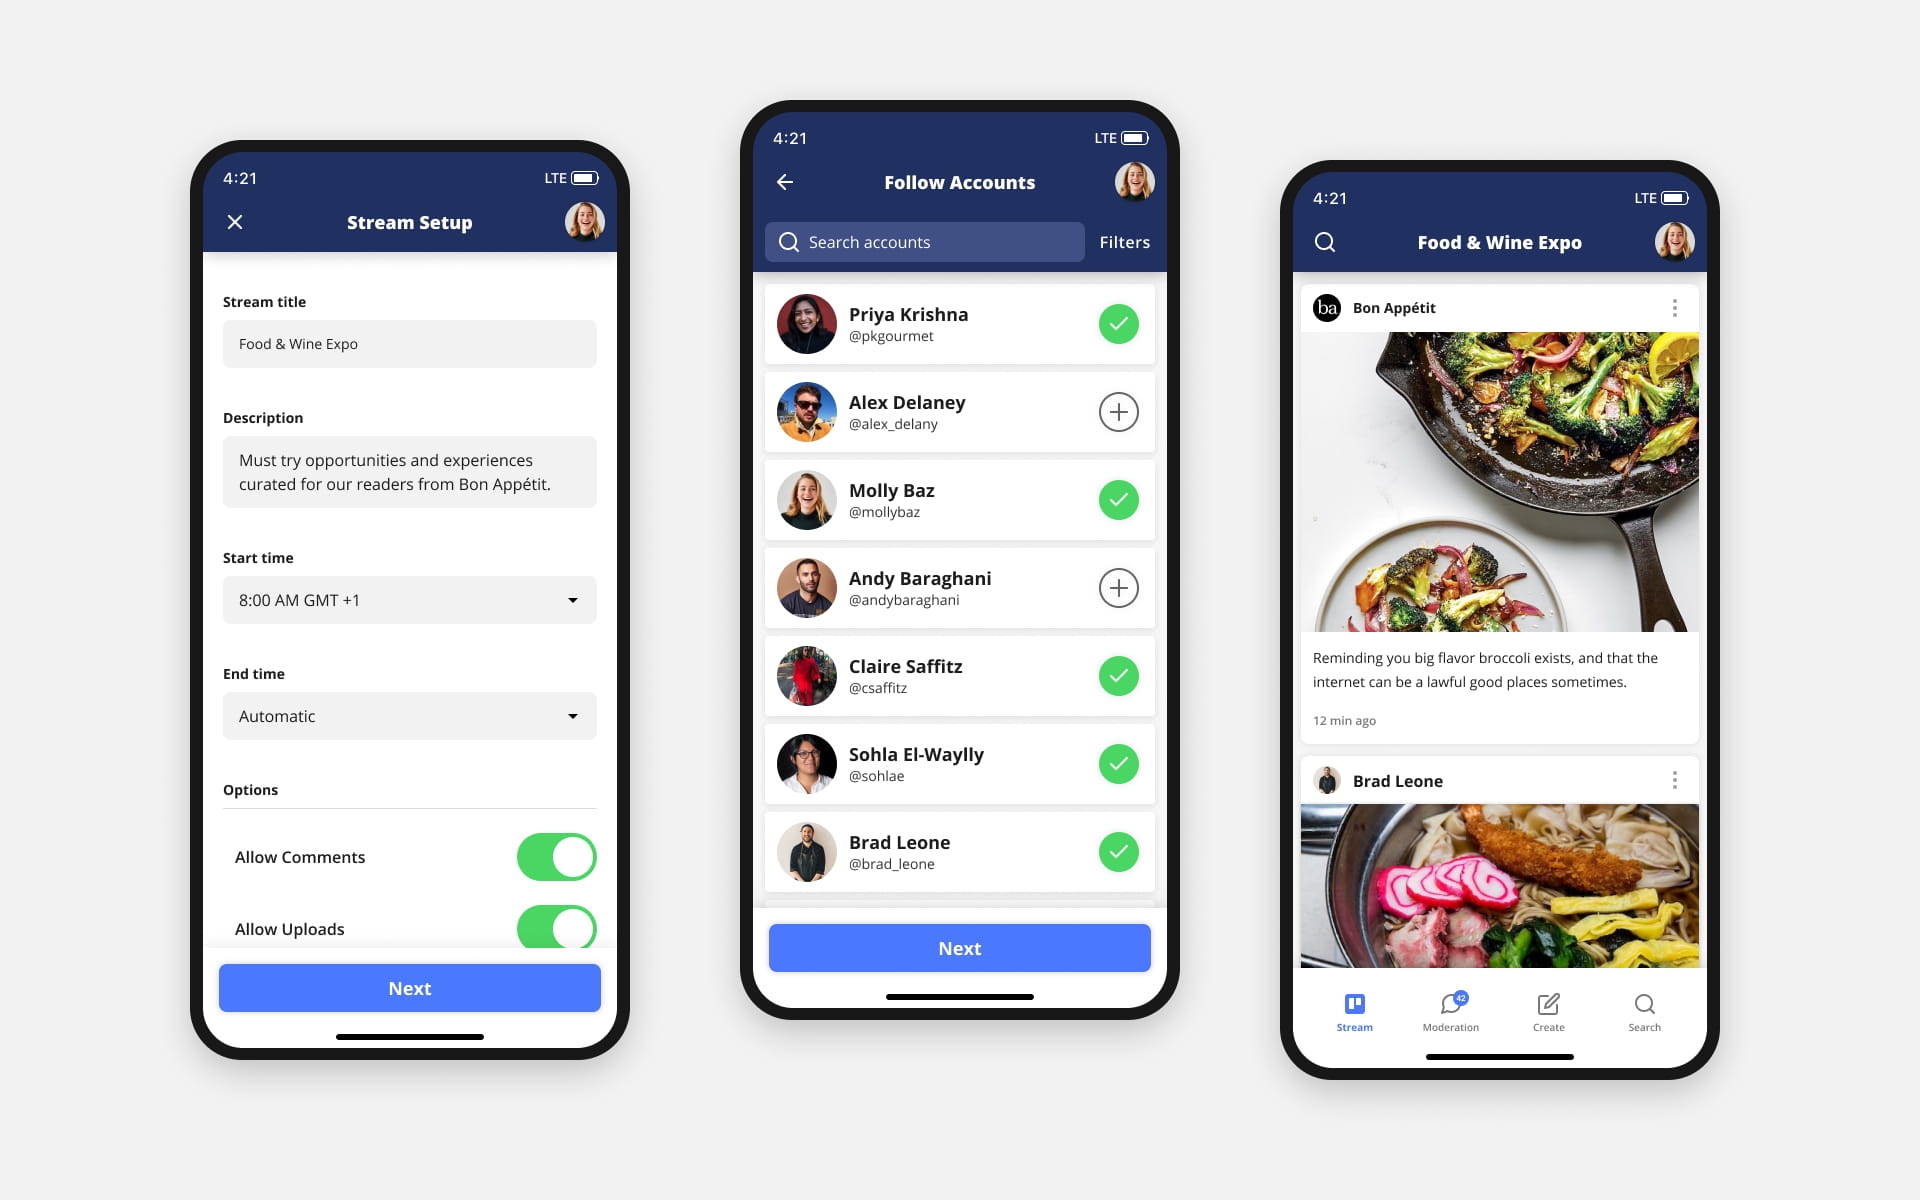 4:21
LTE
Stream Setup
Stream title
Food & Wine Expo
Description
Must try opportunities and experiences
curated for our readers from Bon Appétit.
Start time
8:00 AM GMT +1
End time
Automatic
Options
Allow Comments
Allow Uploads
Next
4:21
LTE
Follow Accounts
Search accounts
Filters
Priya Krishna
@pkgourmet
Alex Delaney
@alex_delany
Molly Baz
@mollybaz
Andy Baraghani
@andybaraghani
Claire Saffitz
@csaffitz
Sohla El-Waylly
@sohlae
Brad Leone
@brad_leone
Next
4:21
LTE
Food & Wine Expo
ba
Bon Appétit
Reminding you big flavor broccoli exists, and that the
internet can be a lawful good places sometimes.
12 min ago
Brad Leone
42
Stream
Moderation
Create
Search